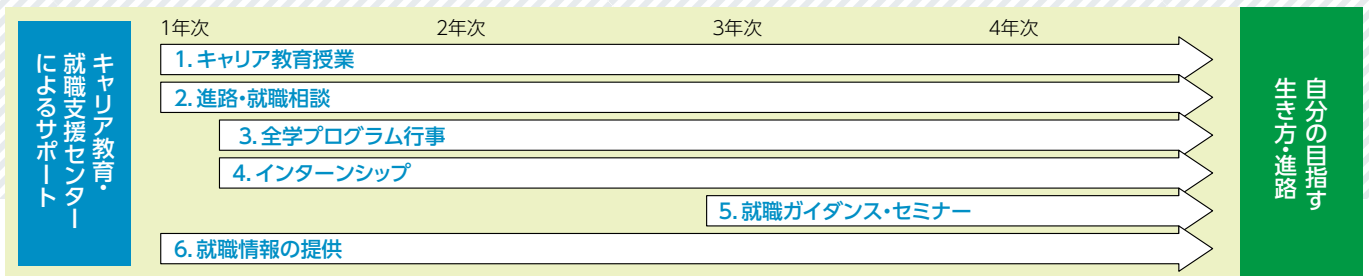 キャリア教育・
就職支援センター
によるサポート
1年次 2年次 3年次 4年次
1. キャリア教育授業
2. 進路・就職相談
3. 全学プログラム行事
4. インターンシップ
5. 就職ガイダンス・セミナー
6. 就職情報の提供
自分の目指す
生き方・進路